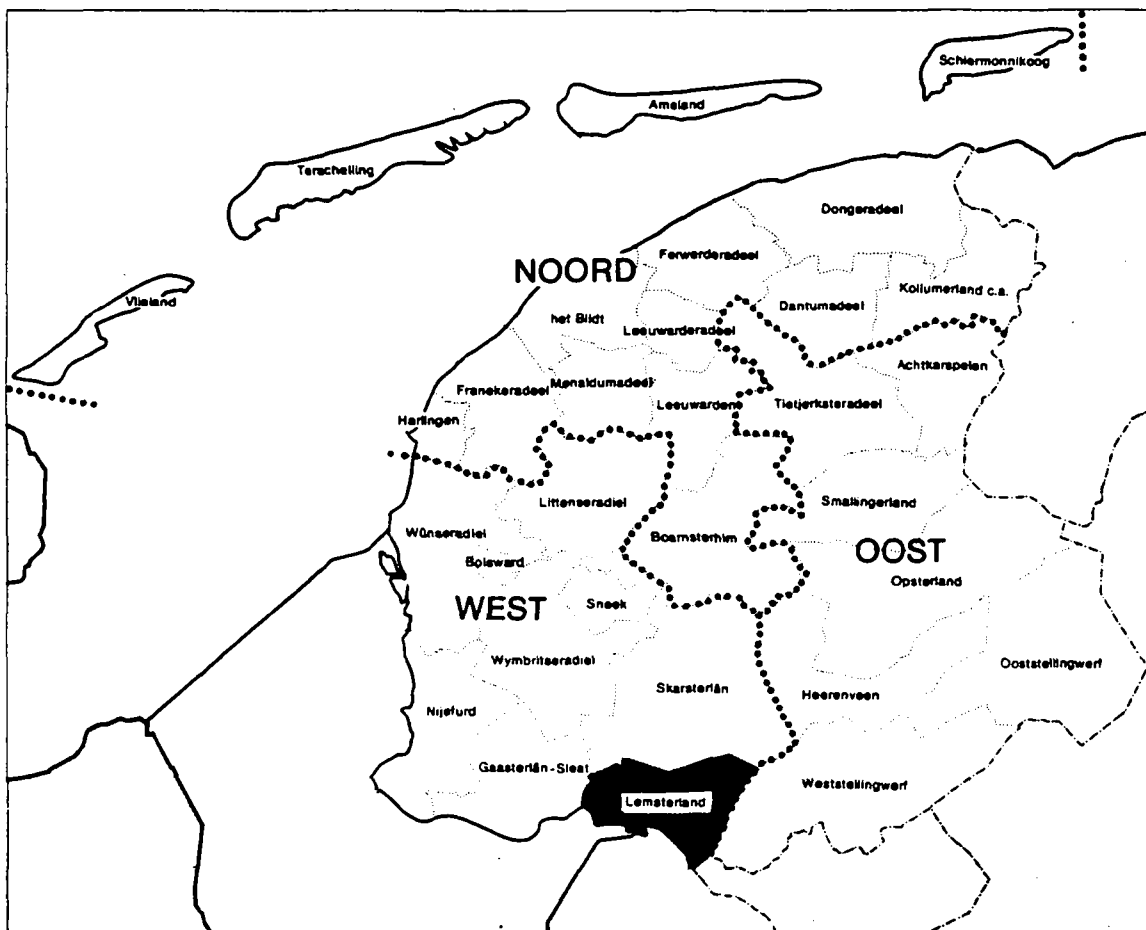 Schiermonnikoog
Ameland
Terschelling
Dongeradeel
Ferwerderadeel
NOORD
Kollumerland c.a.
Vlieland
Dantumadeel
het Bildt
Leeuwarderadeel
Achtkarspelen
Menaldumadeel
Franekeradeel
Leeuwarden
Tietjerksteradeel
Harlingen
Littenseradiel
Smallingerland
Wûnseradiel
Boarnsterhim
OOST
Bolsward
Opsterland
WEST
Sneek
Wymbritseradiel
Ooststellingwerf
Skarsterlân
Heerenveen
Nijefurd
Gaasterlân-Sleat
Weststellingwerf
Lemsterland